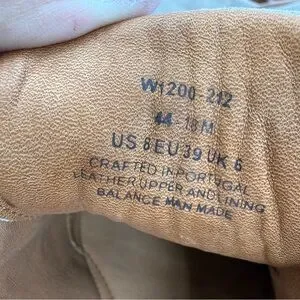 W1200-212
44 18M
US 8 EU 39 UK 6
CRAFTED IN PORTUGAL
LEATHER UPPER AND LINING
BALANCE MAN MADE